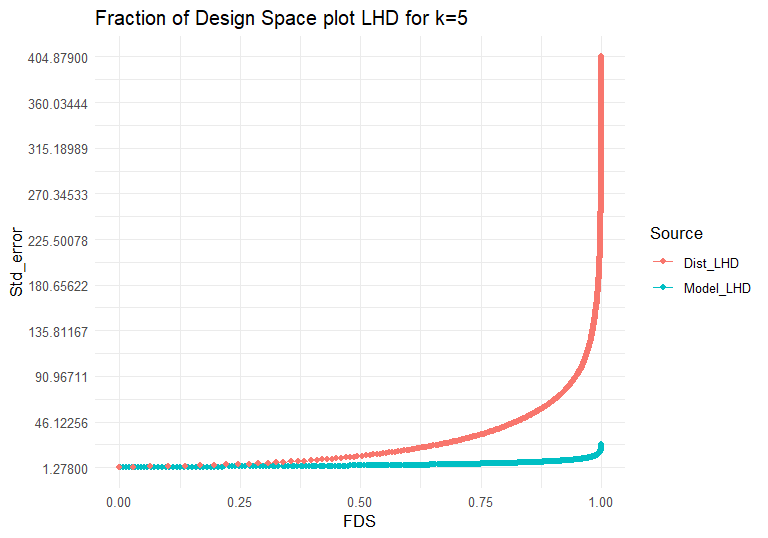 Fraction of Design Space plot LHD for k=5
404.87900
360.03444
315.18989
270.34533
225.50078
180.65622
135.81167
90.96711
46.12256
1.27800
Std_error
0.00
0.25
0.50
0.75
1.00
FDS
Source
Dist_LHD
Model_LHD